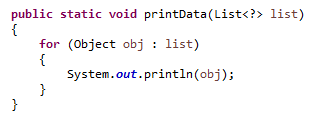 public static void printData(List<?> list)
{
    for (Object obj : list)
    {
        System.out.println(obj);
    }
}